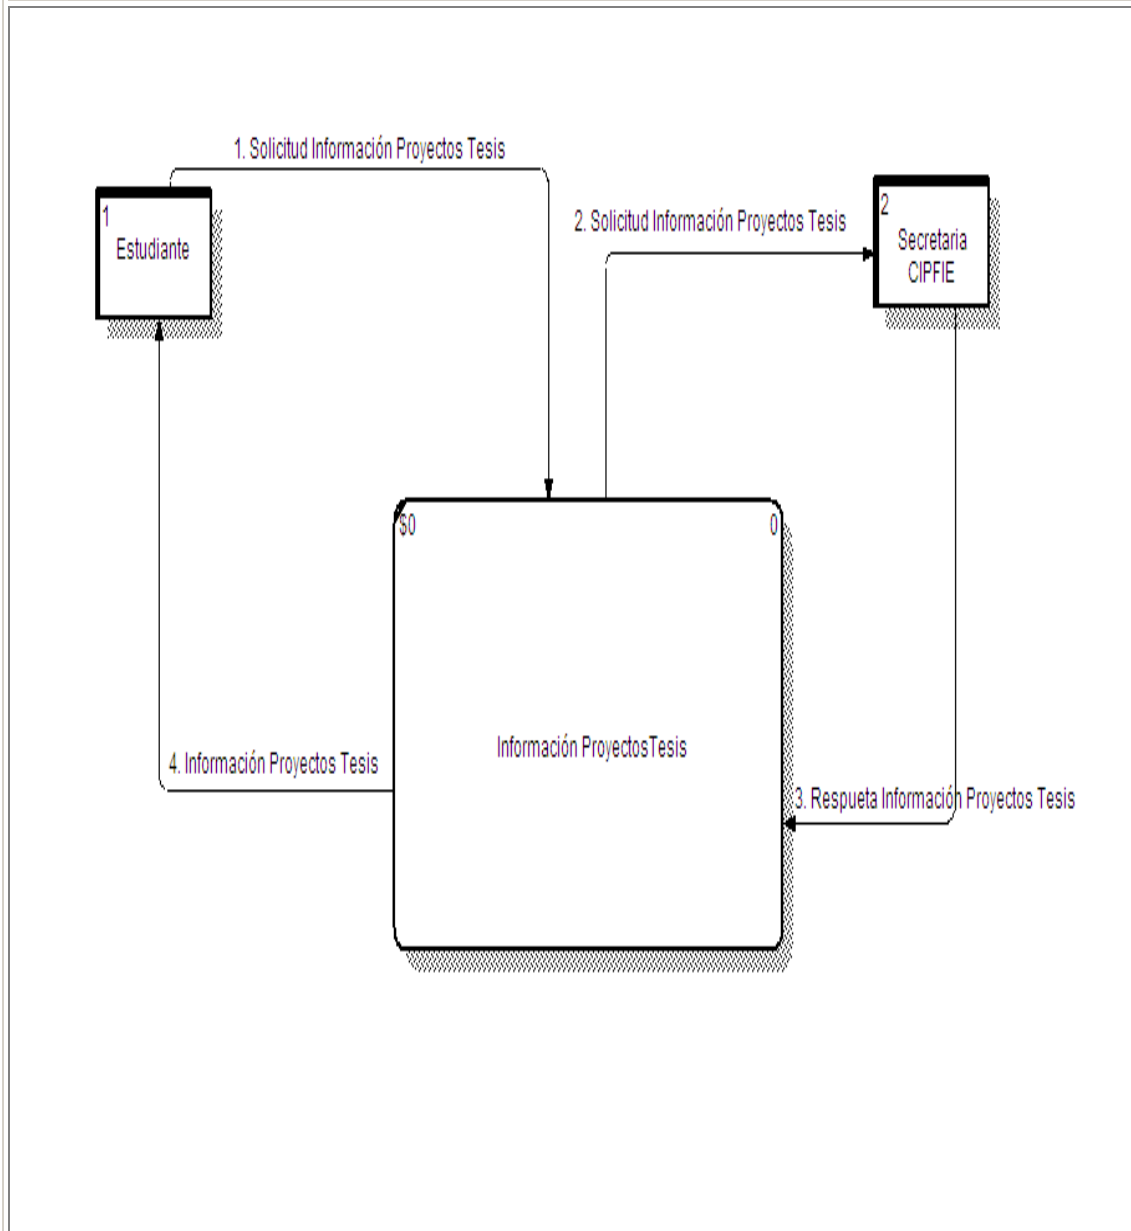 1. Solicitud Información Proyectos Tesis
1
Estudiante
2. Solicitud Información Proyectos Tesis
2
Secretaria
CIPFIE
$0
0
Información ProyectosTesis
4. Información Proyectos Tesis
3. Respueta Información Proyectos Tesis